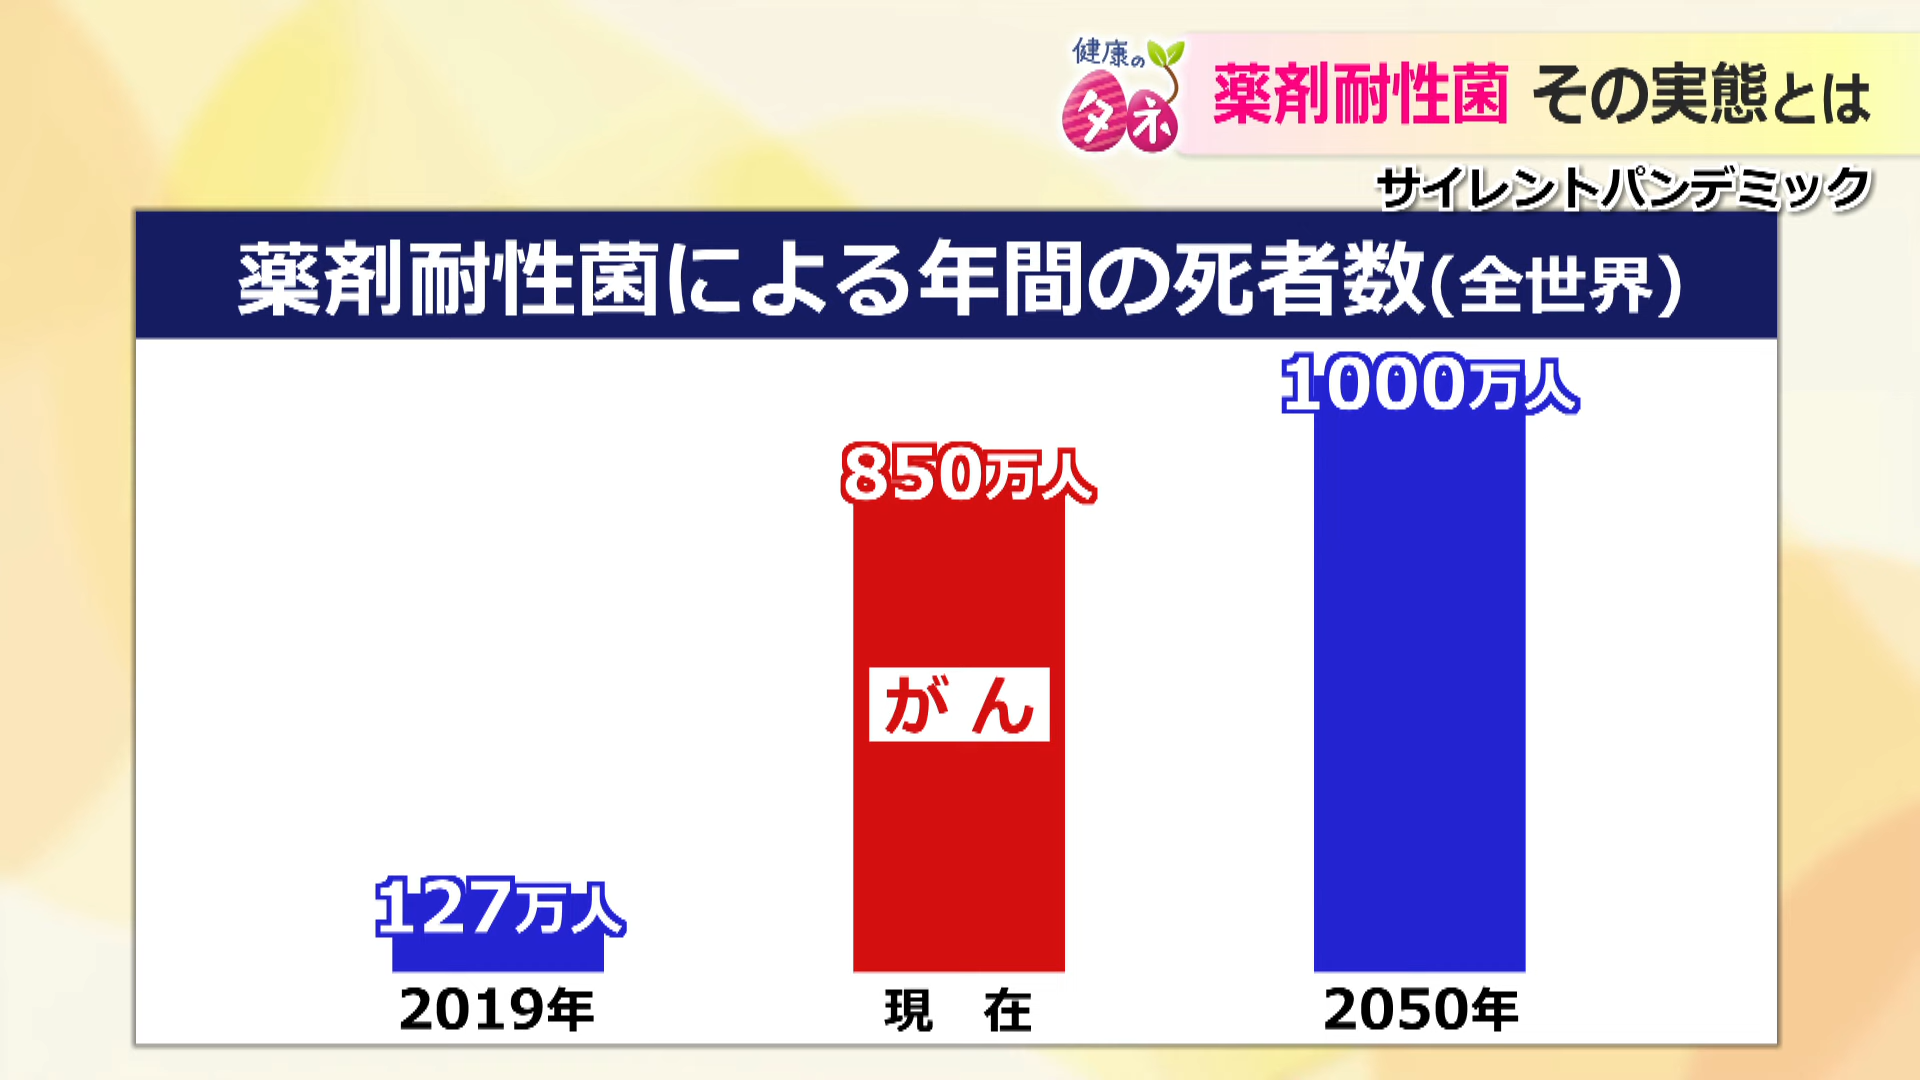 健康の
タネ
薬剤耐性菌 その実態とは
サイレントパンデミック
薬剤耐性菌による年間の死者数(全世界)
1000万人
850万人
がん
127万人
2019年
現在
2050年